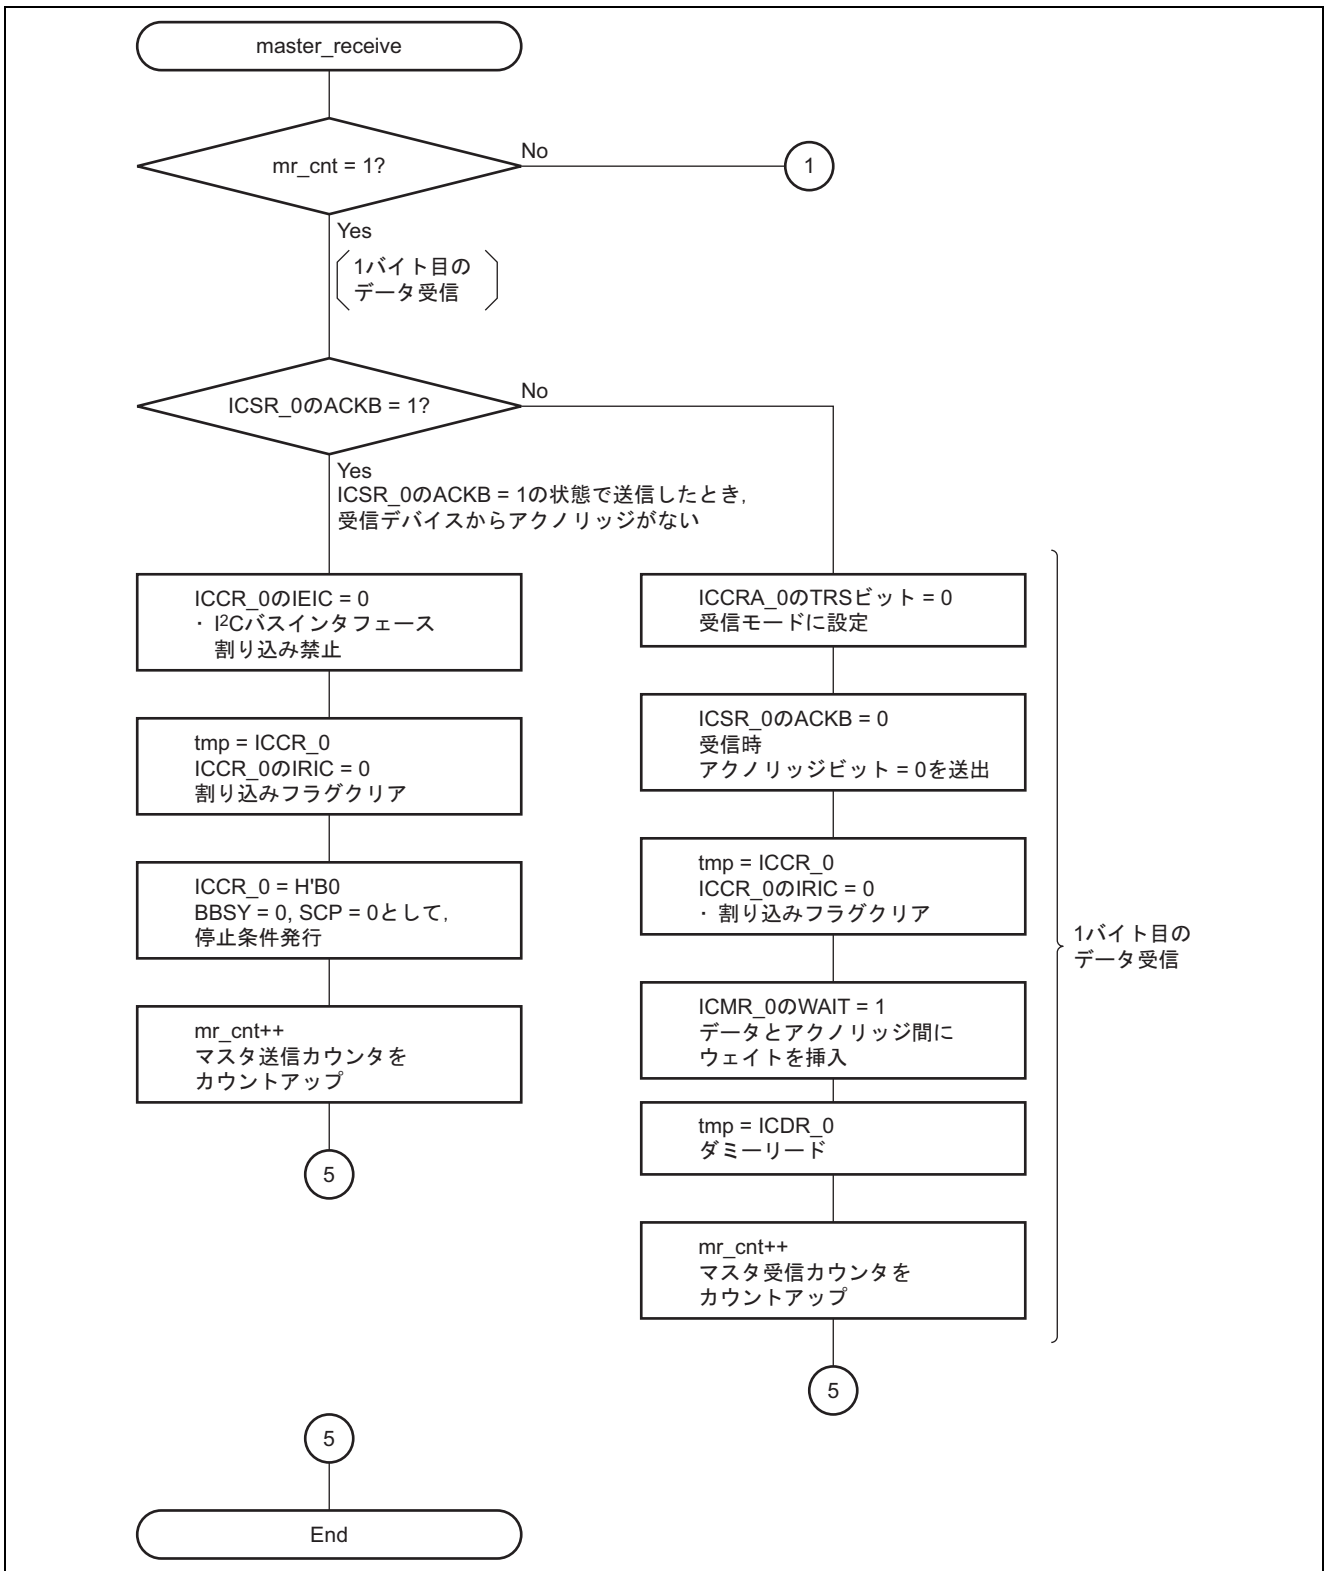 master_receive
mr_cnt = 1?
No
1
Yes
1バイト目の
データ受信
ICSR_0のACKB = 1?
No
Yes
ICSR_0のACKB = 1の状態で送信したとき,
受信デバイスからアクノリッジがない
ICCR_0のIEIC = 0
・ I²Cバスインタフェース
割り込み禁止
tmp = ICCR_0
ICCR_0のIRIC = 0
割り込みフラグクリア
ICCR_0 = H'B0
BBSY = 0, SCP = 0として,
停止条件発行
mr_cnt++
マスタ送信カウンタを
カウントアップ
5
ICCRA_0のTRSビット = 0
受信モードに設定
ICSR_0のACKB = 0
受信時
アクノリッジビット = 0を送出
tmp = ICCR_0
ICCR_0のIRIC = 0
・ 割り込みフラグクリア
ICMR_0のWAIT = 1
データとアクノリッジ間に
ウェイトを挿入
tmp = ICDR_0
ダミーリード
mr_cnt++
マスタ受信カウンタを
カウントアップ
5
1バイト目の
データ受信
5
End